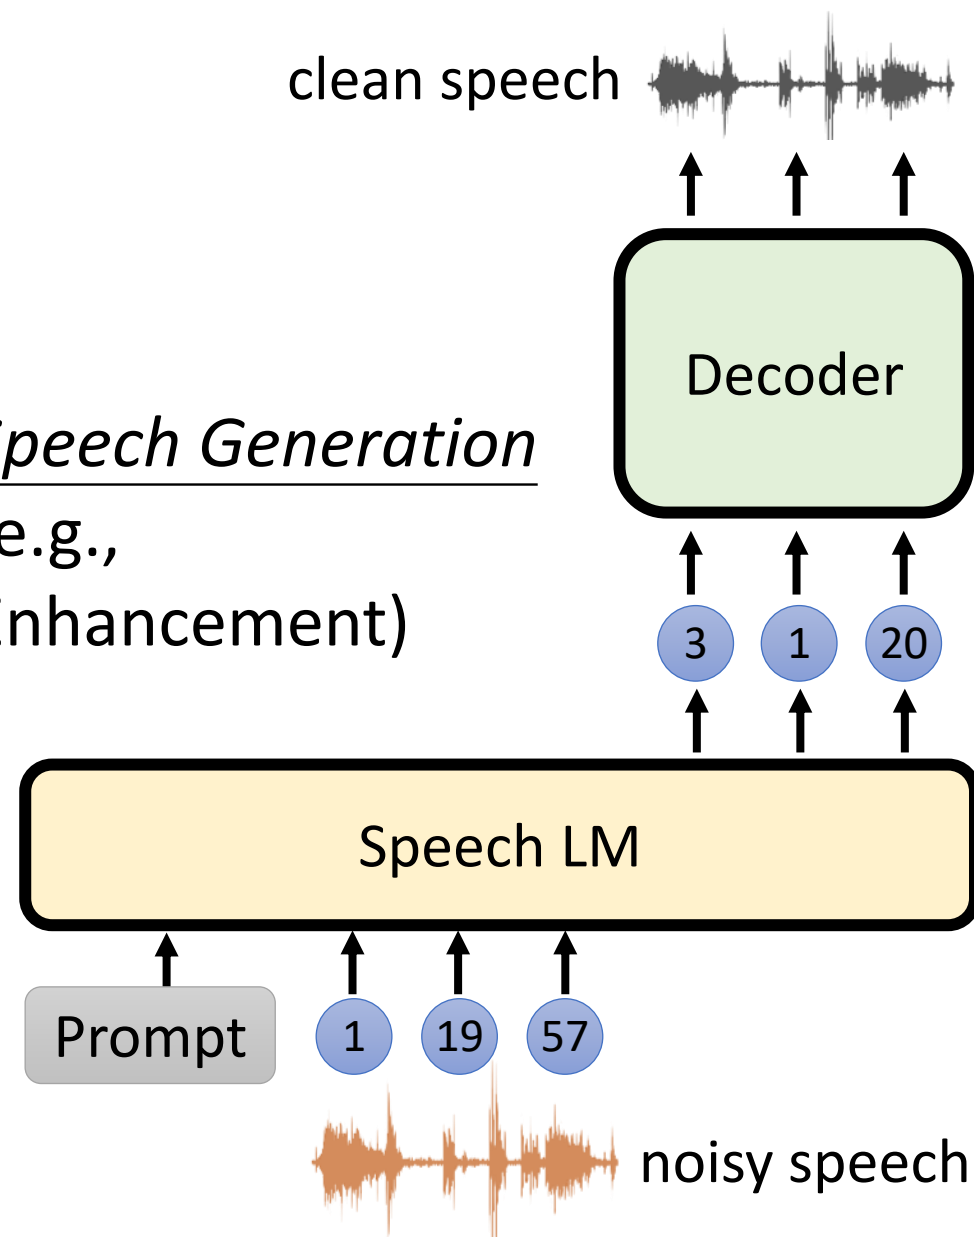 clean speech
Decoder
peech Generation
e.g.,
nhancement)
3 1 20
Speech LM
Prompt 1 19 57
noisy speech